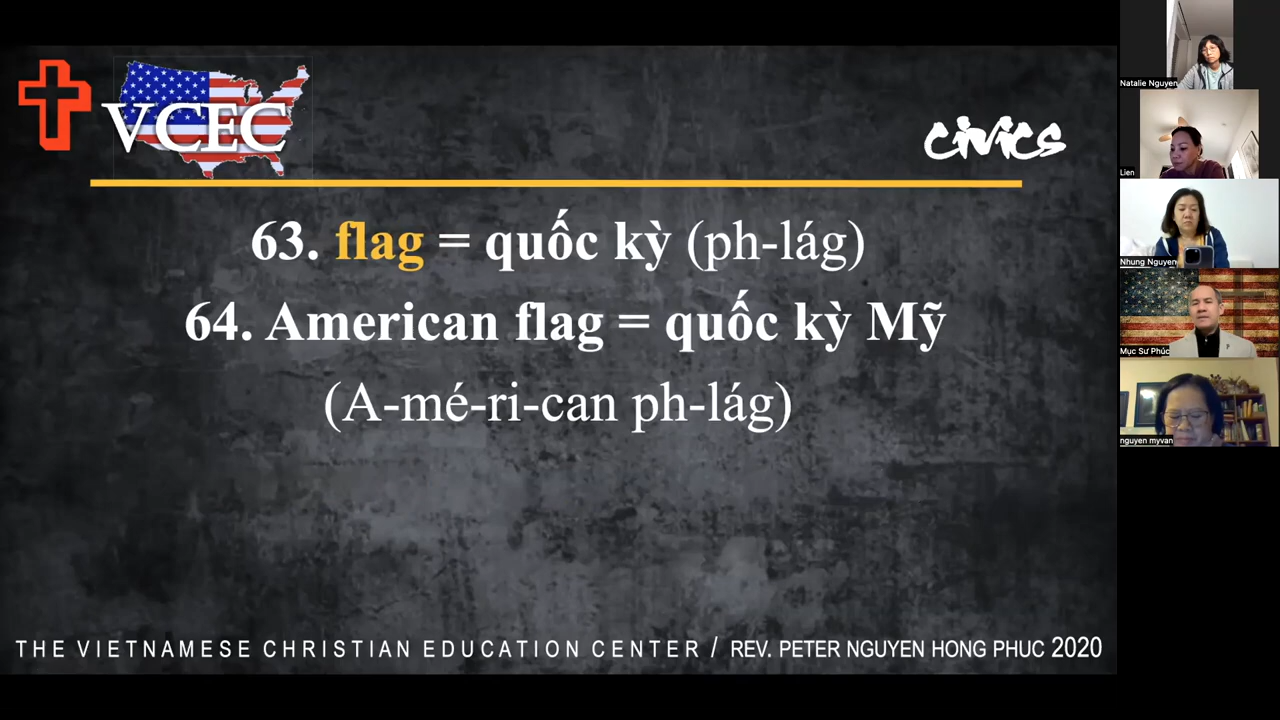 VCEC
civics
63. flag = quốc kỳ (ph-lág)
64. American flag = quốc kỳ Mỹ
(A-mé-ri-can ph-lág)
THE VIETNAMESE CHRISTIAN EDUCATION CENTER / REV. PETER NGUYEN HONG PHUC 2020
Natalie Nguyen
Lien
Nhung Nguyen
Mục Sư Phúc
nguyen myvan